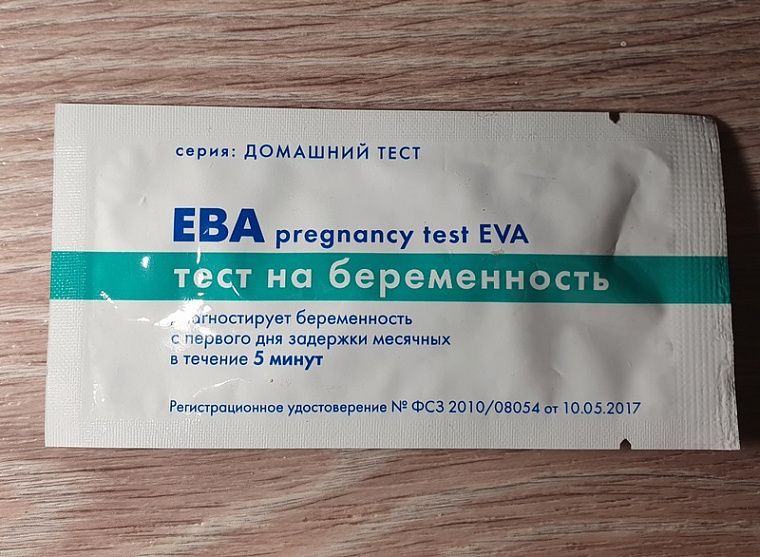 серия: ДОМАШНИЙ ТЕСТ
ЕВА pregnancy test EVA
тест на беременность
диагностирует беременность
с первого дня задержки месячных
в течение 5 минут
Регистрационное удостоверение № ФСЗ 2010/08054 от 10.05.2017